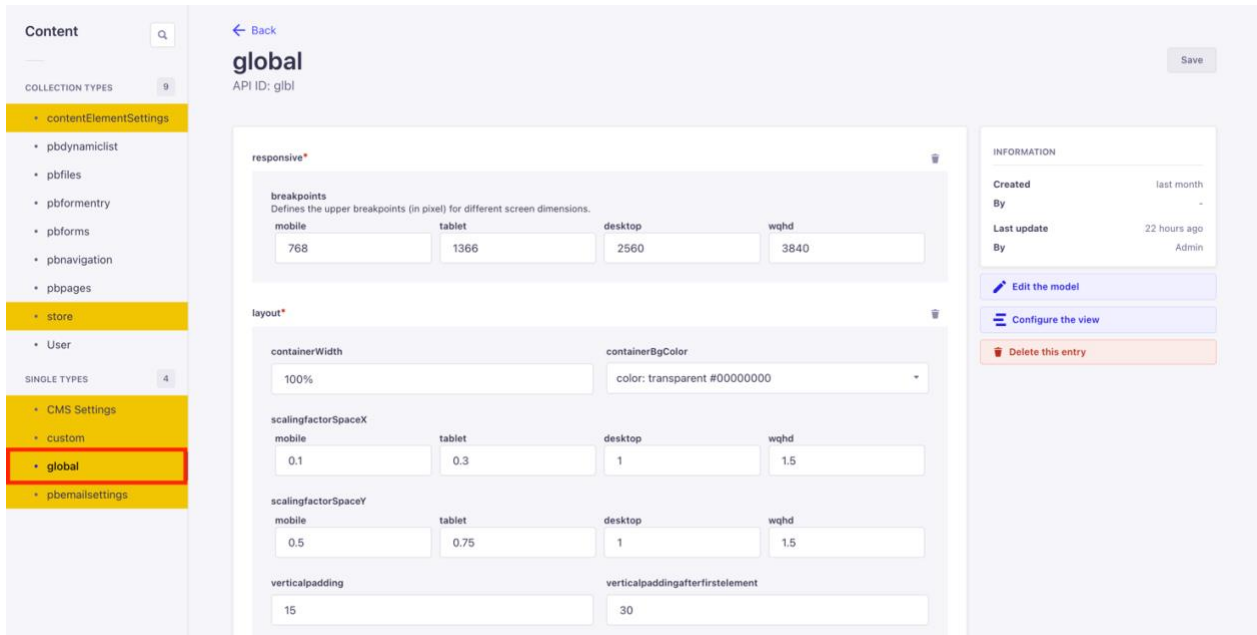 Content
COLLECTION TYPES 9
• contentElementSettings
• pbdynamiclist
• pbfiles
• pbformentry
• pbforms
• pbnavigation
• pbpages
• store
• User
SINGLE TYPES 4
• CMS Settings
• custom
• global
• pbemailsettings
← Back
global
API ID: glbl
Save
responsive*
breakpoints
Defines the upper breakpoints (in pixel) for different screen dimensions.
mobile tablet desktop wqhd
768 1366 2560 3840
layout*
containerWidth containerBgColor
100% color: transparent #00000000
scalingfactorSpaceX
mobile tablet desktop wqhd
0.1 0.3 1 1.5
scalingfactorSpaceY
mobile tablet desktop wqhd
0.5 0.75 1 1.5
verticalpadding verticalpaddingafterfirstelement
15 30
INFORMATION
Created last month
By -
Last update 22 hours ago
By Admin
Edit the model
Configure the view
Delete this entry